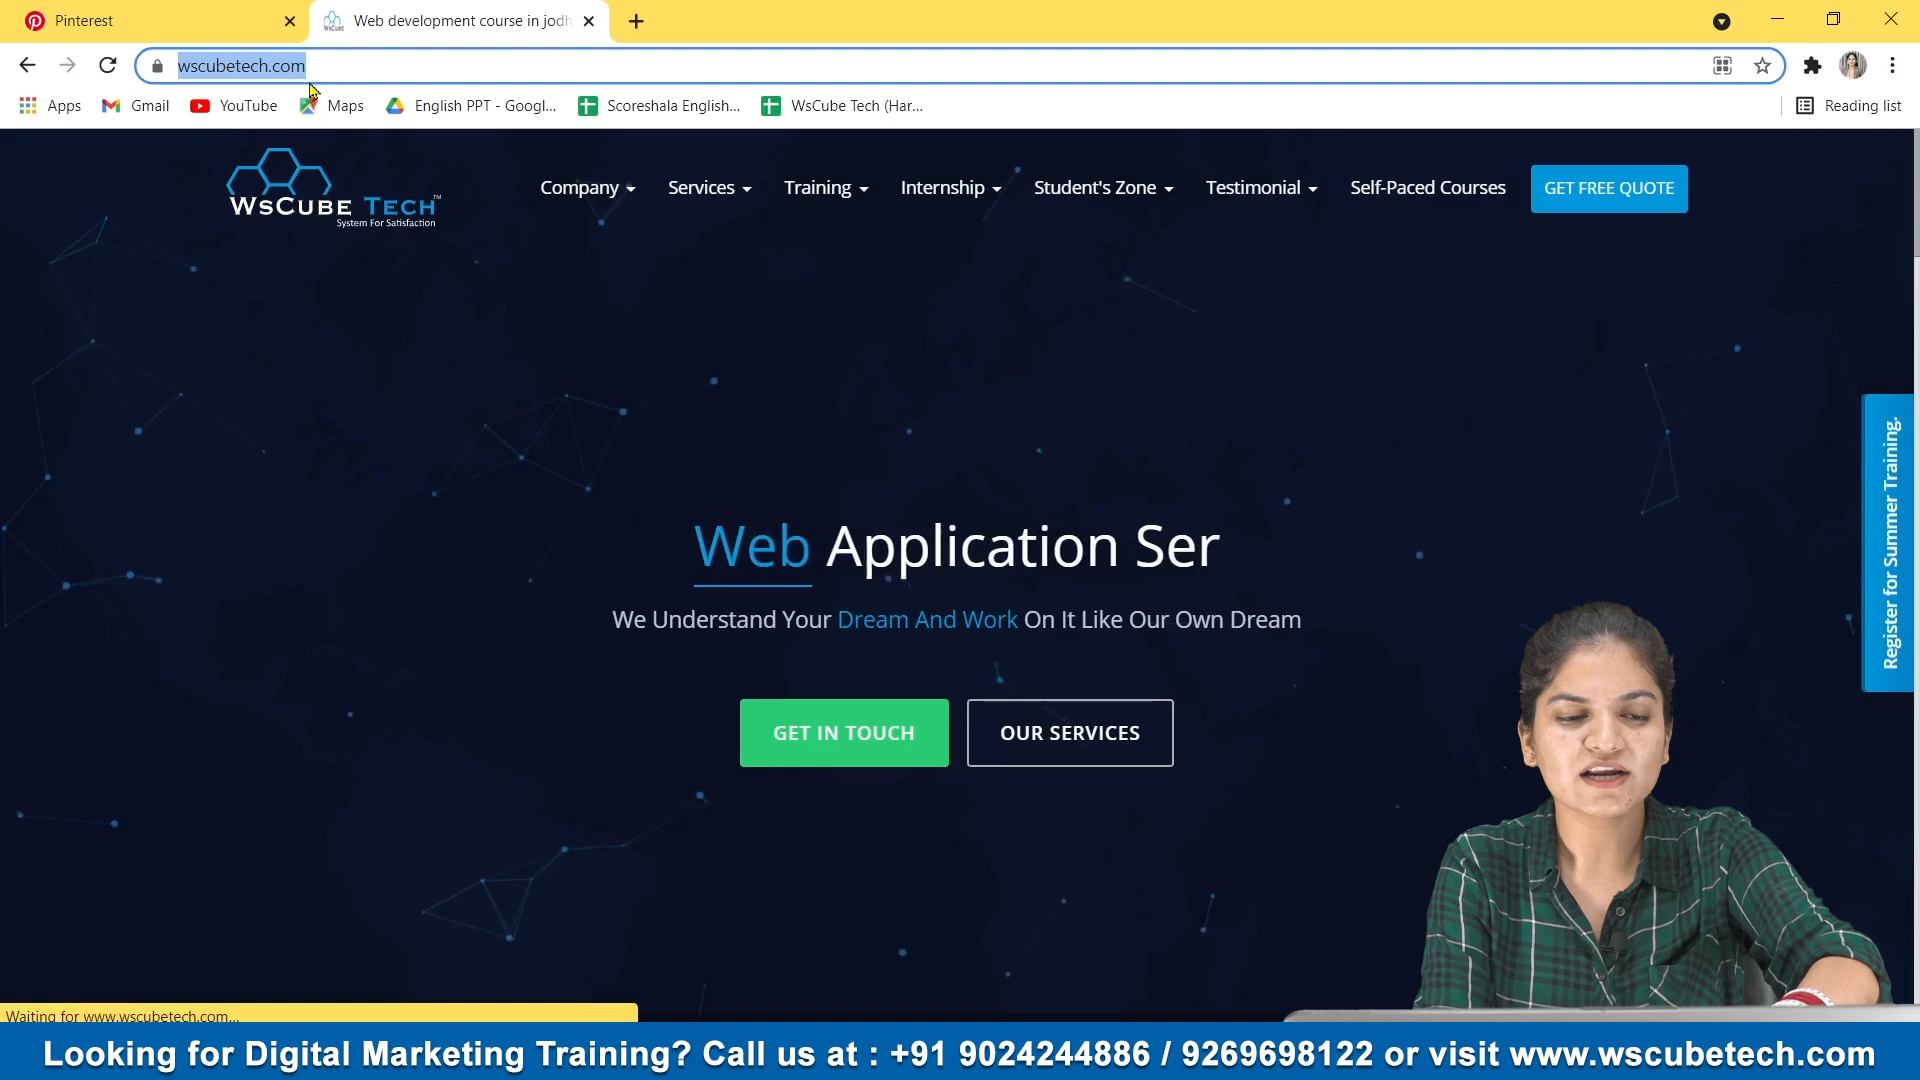 Pinterest
Web development course in jodh
wscubetech.com
Apps
Gmail
YouTube
Maps
English PPT - Googl...
Scoreshala English...
WsCube Tech (Har...
Reading list
WsCube Tech™
System For Satisfaction
Company
Services
Training
Internship
Student's Zone
Testimonial
Self-Paced Courses
GET FREE QUOTE
Register for Summer Training.
Web Application Ser
We Understand Your Dream And Work On It Like Our Own Dream
GET IN TOUCH
OUR SERVICES
Waiting for www.wscubetech.com...
Looking for Digital Marketing Training? Call us at : +91 9024244886 / 9269698122 or visit www.wscubetech.com